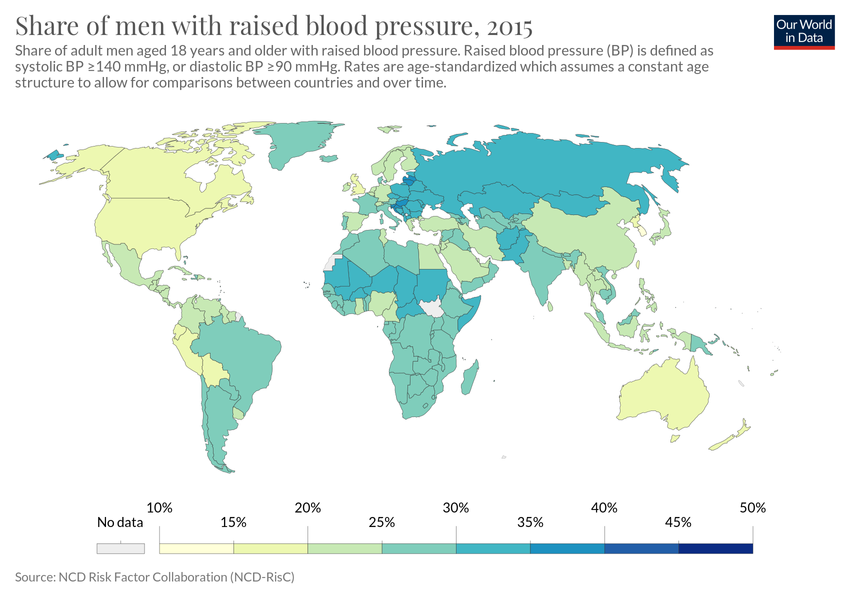 Share of men with raised blood pressure, 2015
Our World
in Data
Share of adult men aged 18 years and older with raised blood pressure. Raised blood pressure (BP) is defined as
systolic BP ≥140 mmHg, or diastolic BP ≥90 mmHg. Rates are age-standardized which assumes a constant age
structure to allow for comparisons between countries and over time.
10% 20% 30% 40% 50%
No data 15% 25% 35% 45%
Source: NCD Risk Factor Collaboration (NCD-RisC)